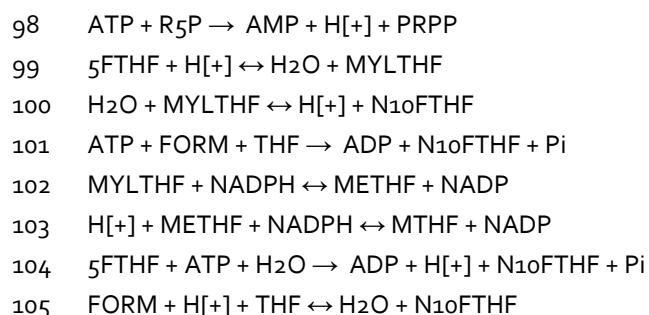 98 ATP + R5P → AMP + H[+] + PRPP
99 5FTHF + H[+] ↔ H2O + MYLTHF
100 H2O + MYLTHF ↔ H[+] + N10FTHF
101 ATP + FORM + THF → ADP + N10FTHF + Pi
102 MYLTHF + NADPH ↔ METHF + NADP
103 H[+] + METHF + NADPH ↔ MTHF + NADP
104 5FTHF + ATP + H2O → ADP + H[+] + N10FTHF + Pi
105 FORM + H[+] + THF ↔ H2O + N10FTHF